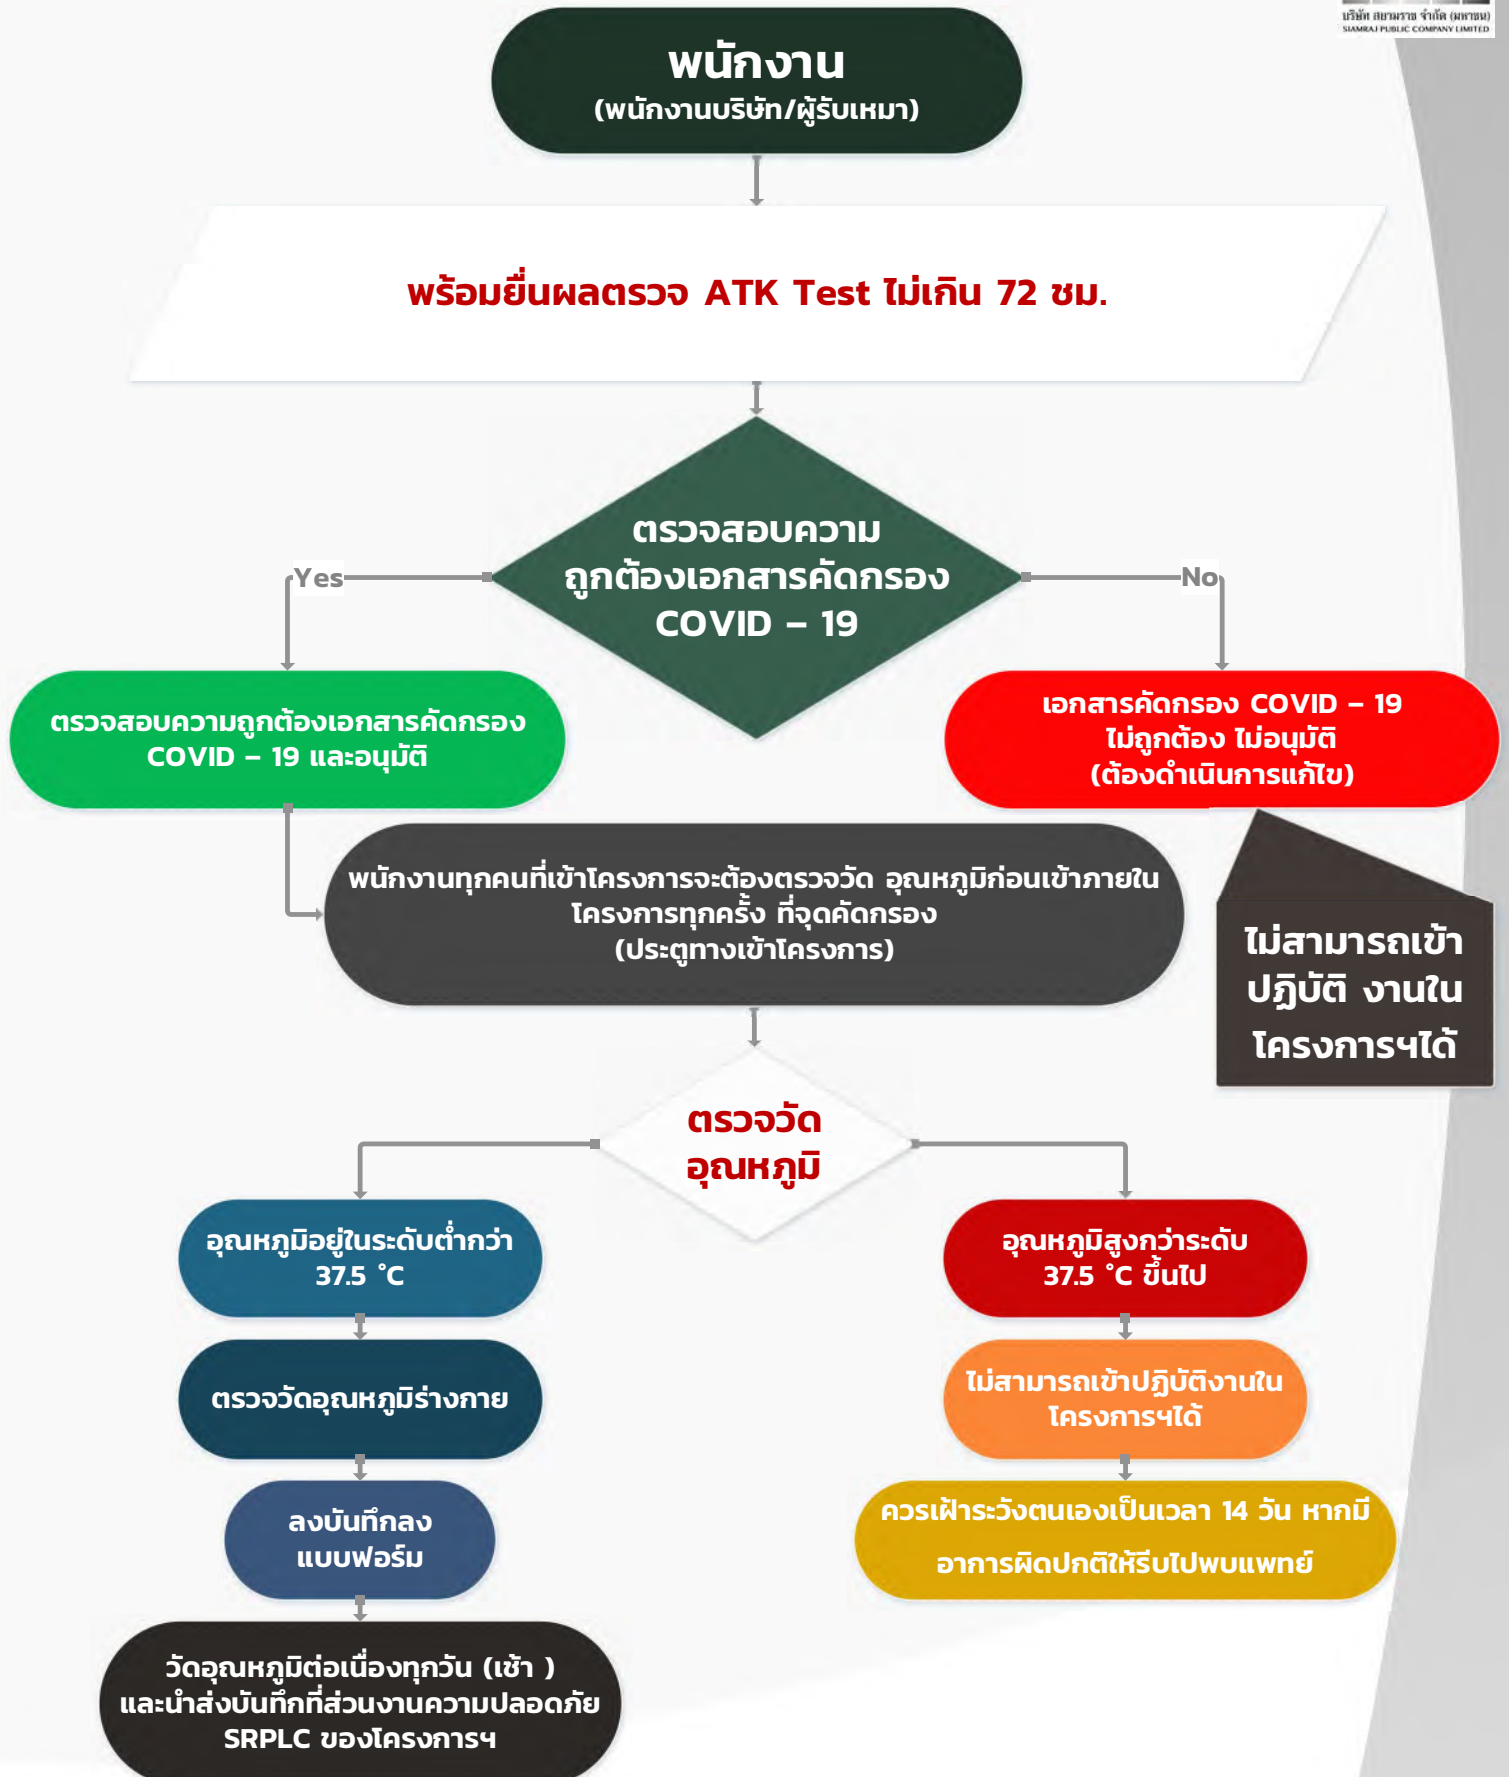 บริษัท สยามราช จำกัด (มหาชน)
SIAMRAJ PUBLIC COMPANY LIMITED
พนักงาน
(พนักงานบริษัท/ผู้รับเหมา)
พร้อมยื่นผลตรวจ ATK Test ไม่เกิน 72 ชม.
ตรวจสอบความ
ถูกต้องเอกสารคัดกรอง
COVID – 19
Yes
No
ตรวจสอบความถูกต้องเอกสารคัดกรอง
COVID – 19 และอนุมัติ
เอกสารคัดกรอง COVID – 19
ไม่ถูกต้อง ไม่อนุมัติ
(ต้องดำเนินการแก้ไข)
พนักงานทุกคนที่เข้าโครงการจะต้องตรวจวัด อุณหภูมิก่อนเข้าภายใน
โครงการทุกครั้ง ที่จุดคัดกรอง
(ประตูทางเข้าโครงการ)
ไม่สามารถเข้า
ปฏิบัติ งานใน
โครงการฯได้
ตรวจวัด
อุณหภูมิ
อุณหภูมิอยู่ในระดับต่ำกว่า
37.5 °C
อุณหภูมิสูงกว่าระดับ
37.5 °C ขึ้นไป
ตรวจวัดอุณหภูมิร่างกาย
ไม่สามารถเข้าปฏิบัติงานใน
โครงการฯได้
ลงบันทึกลง
แบบฟอร์ม
ควรเฝ้าระวังตนเองเป็นเวลา 14 วัน หากมี
อาการผิดปกติให้รีบไปพบแพทย์
วัดอุณหภูมิต่อเนื่องทุกวัน (เช้า )
และนำส่งบันทึกที่ส่วนงานความปลอดภัย
SRPLC ของโครงการฯ